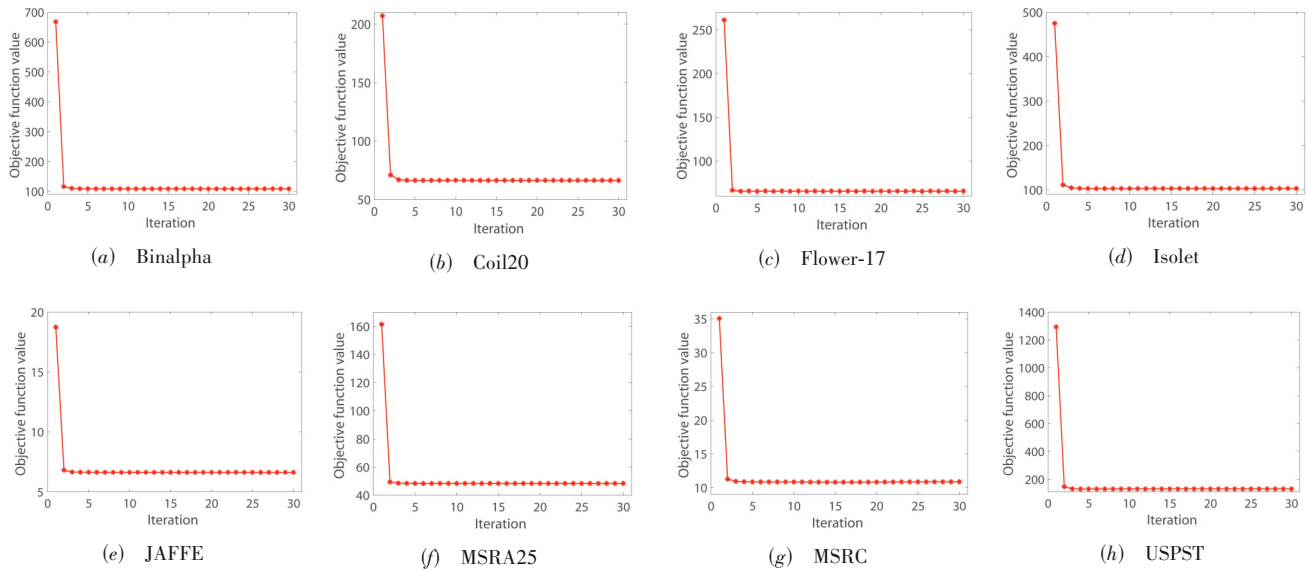 Objective function value
700
600
500
400
300
200
100
0 5 10 15 20 25 30
Iteration
(a) Binalpha
Objective function value
200
150
100
50
0 5 10 15 20 25 30
Iteration
(b) Coil20
Objective function value
250
200
150
100
0 5 10 15 20 25 30
Iteration
(c) Flower-17
Objective function value
500
400
300
200
100
0 5 10 15 20 25 30
Iteration
(d) Isolet
Objective function value
20
15
10
5
0 5 10 15 20 25 30
Iteration
(e) JAFFE
Objective function value
160
140
120
100
80
60
40
0 5 10 15 20 25 30
Iteration
(f) MSRA25
Objective function value
35
30
25
20
15
10
0 5 10 15 20 25 30
Iteration
(g) MSRC
Objective function value
1400
1200
1000
800
600
400
200
0 5 10 15 20 25 30
Iteration
(h) USPST